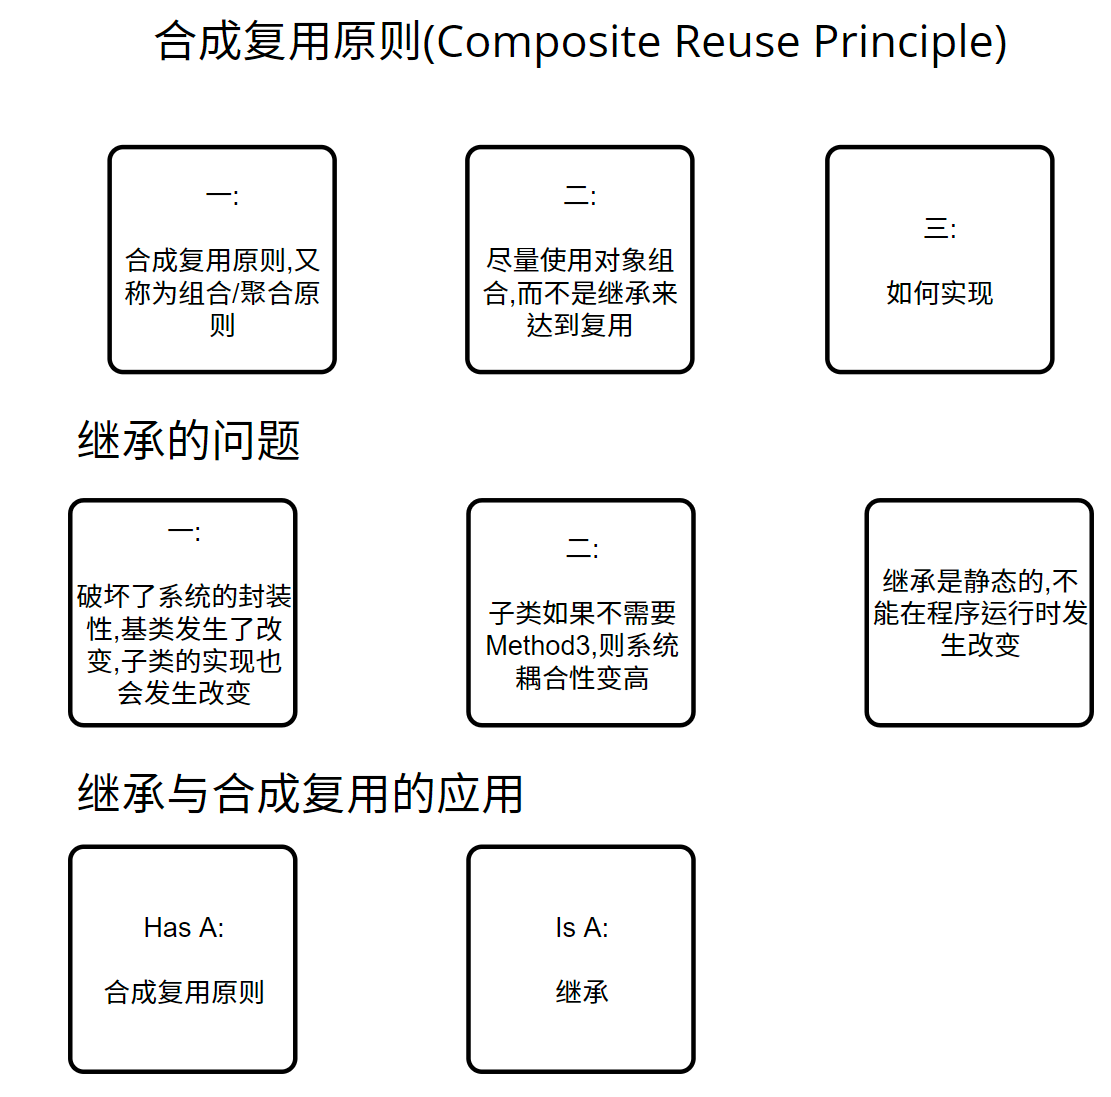 合成复用原则(Composite Reuse Principle)
一:
合成复用原则,又
称为组合/聚合原
则
二:
尽量使用对象组
合,而不是继承来
达到复用
三:
如何实现
继承的问题
一:
破坏了系统的封装
性,基类发生了改
变,子类的实现也
会发生改变
二:
子类如果不需要
Method3,则系统
耦合性变高
继承是静态的,不
能在程序运行时发
生改变
继承与合成复用的应用
Has A:
合成复用原则
Is A:
继承